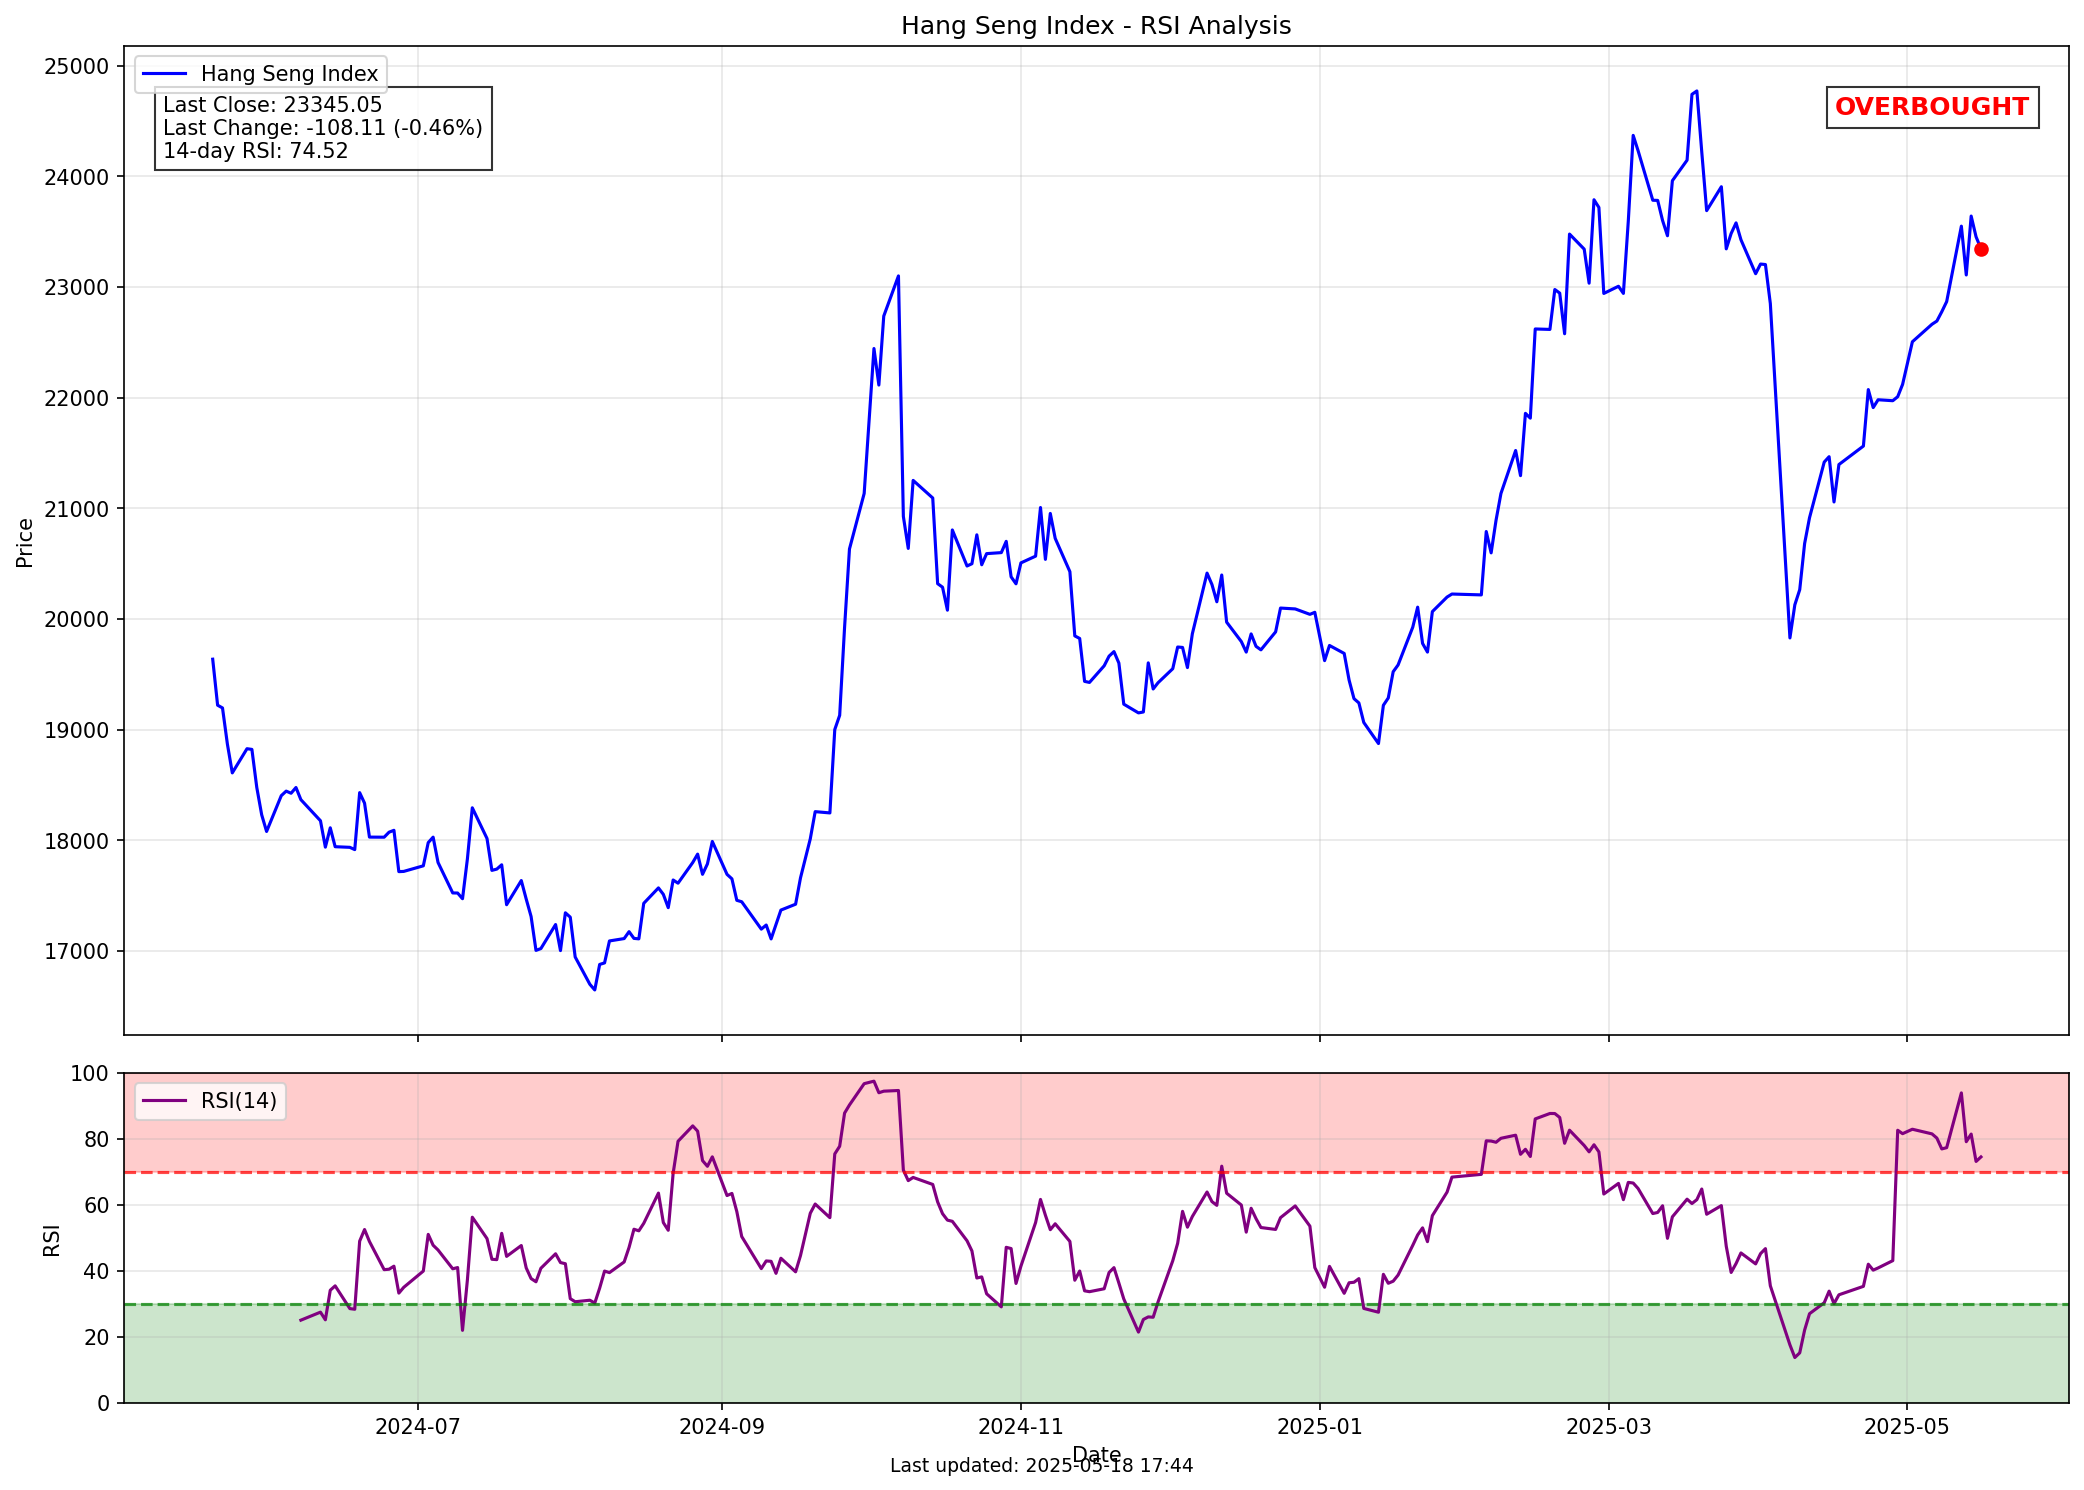 Hang Seng Index - RSI Analysis
Hang Seng Index
Last Close: 23345.05
Last Change: -108.11 (-0.46%)
14-day RSI: 74.52
OVERBOUGHT
25000
24000
23000
22000
21000
20000
19000
18000
17000
Price
RSI(14)
100
80
60
40
20
0
RSI
2024-07
2024-09
2024-11
2025-01
2025-03
2025-05
Date
Last updated: 2025-05-18 17:44